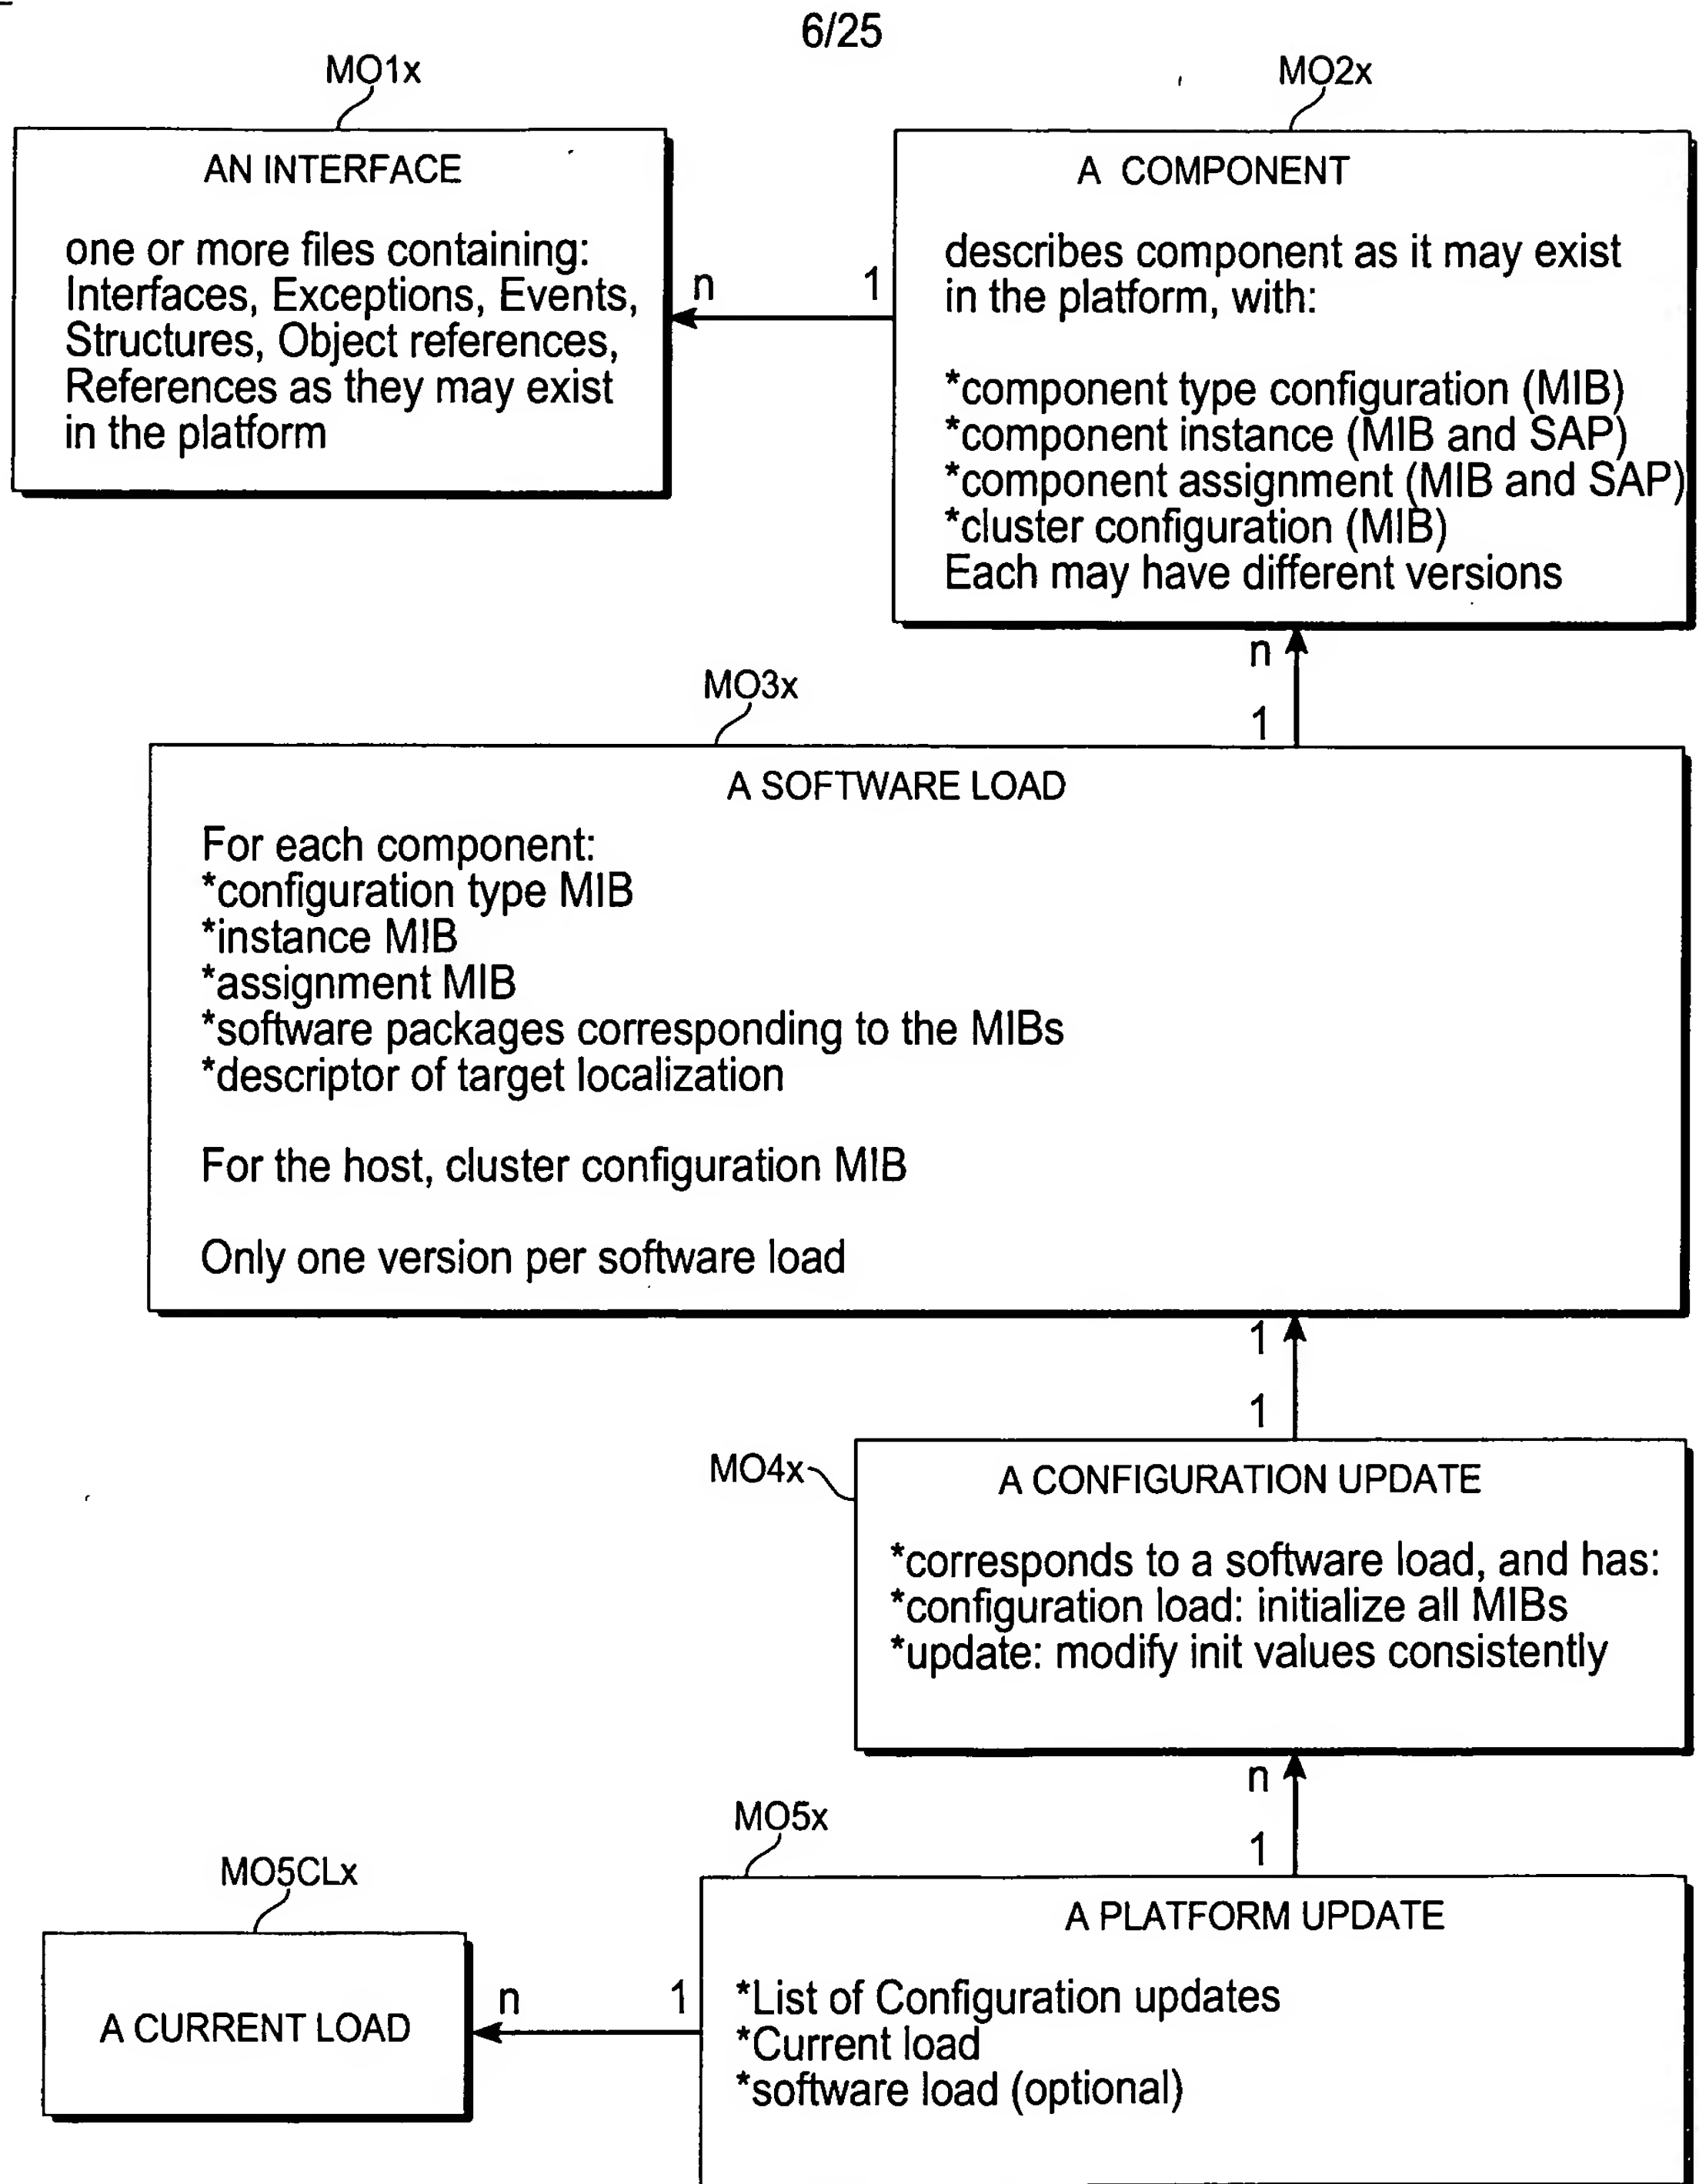 6/25
MO1x
AN INTERFACE
one or more files containing:
Interfaces, Exceptions, Events,
Structures, Object references,
References as they may exist
in the platform
n
1
MO2x
A COMPONENT
describes component as it may exist
in the platform, with:
*component type configuration (MIB)
*component instance (MIB and SAP)
*component assignment (MIB and SAP)
*cluster configuration (MIB)
Each may have different versions
n
1
MO3x
A SOFTWARE LOAD
For each component:
*configuration type MIB
*instance MIB
*assignment MIB
*software packages corresponding to the MIBs
*descriptor of target localization
For the host, cluster configuration MIB
Only one version per software load
1
1
MO4x
A CONFIGURATION UPDATE
*corresponds to a software load, and has:
*configuration load: initialize all MIBs
*update: modify init values consistently
n
1
MO5x
A PLATFORM UPDATE
*List of Configuration updates
*Current load
*software load (optional)
n
1
MO5CLx
A CURRENT LOAD